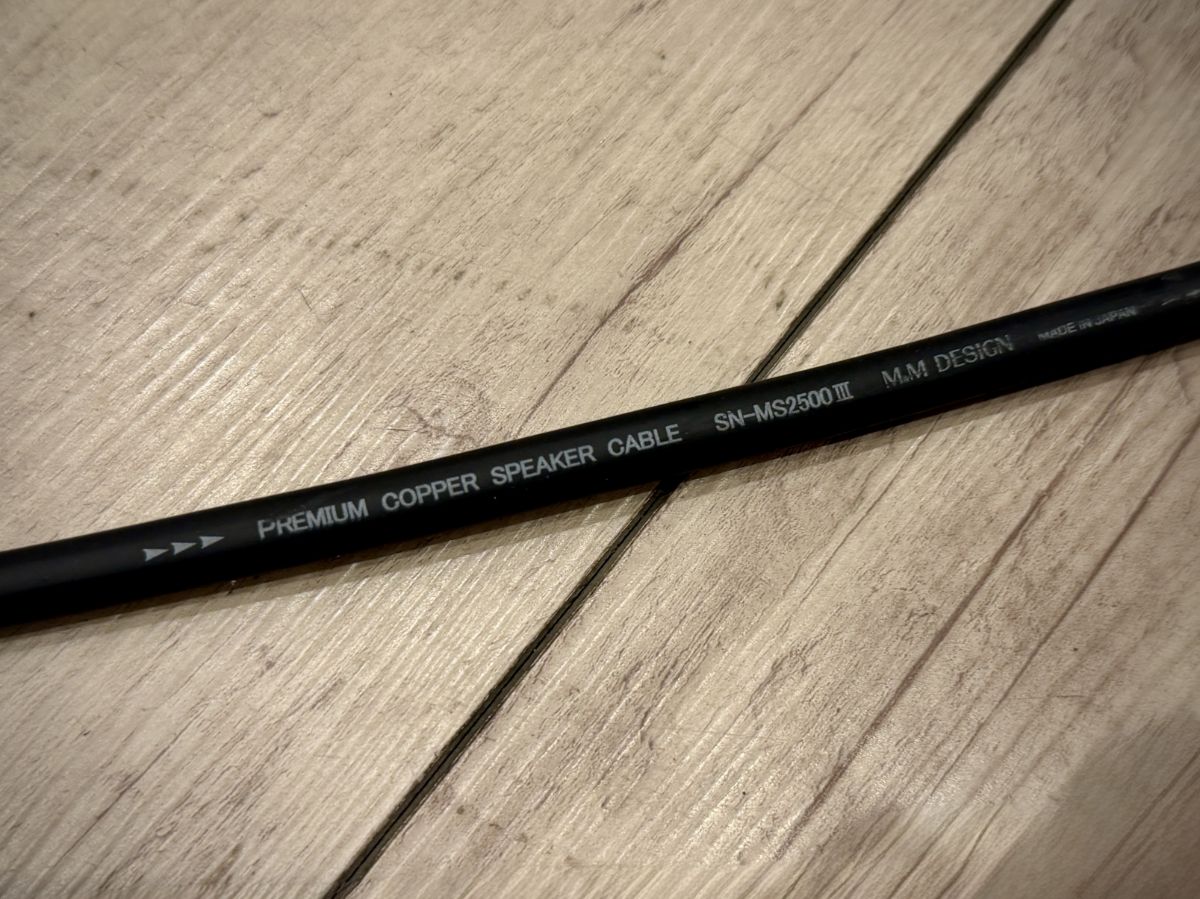 ➤➤➤ PREMIUM COPPER SPEAKER CABLE SN-MS2500Ⅲ M&M DESIGN MADE IN JAPAN